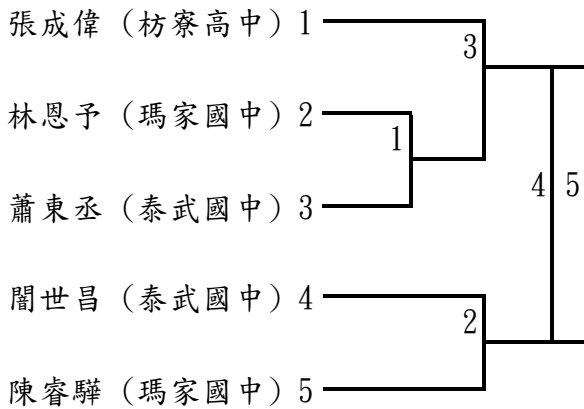 張成偉（枋寮高中）1
3
林恩予（瑪家國中）2
1
4 5
蕭東丞（泰武國中）3
闇世昌（泰武國中）4
2
陳睿驊（瑪家國中）5